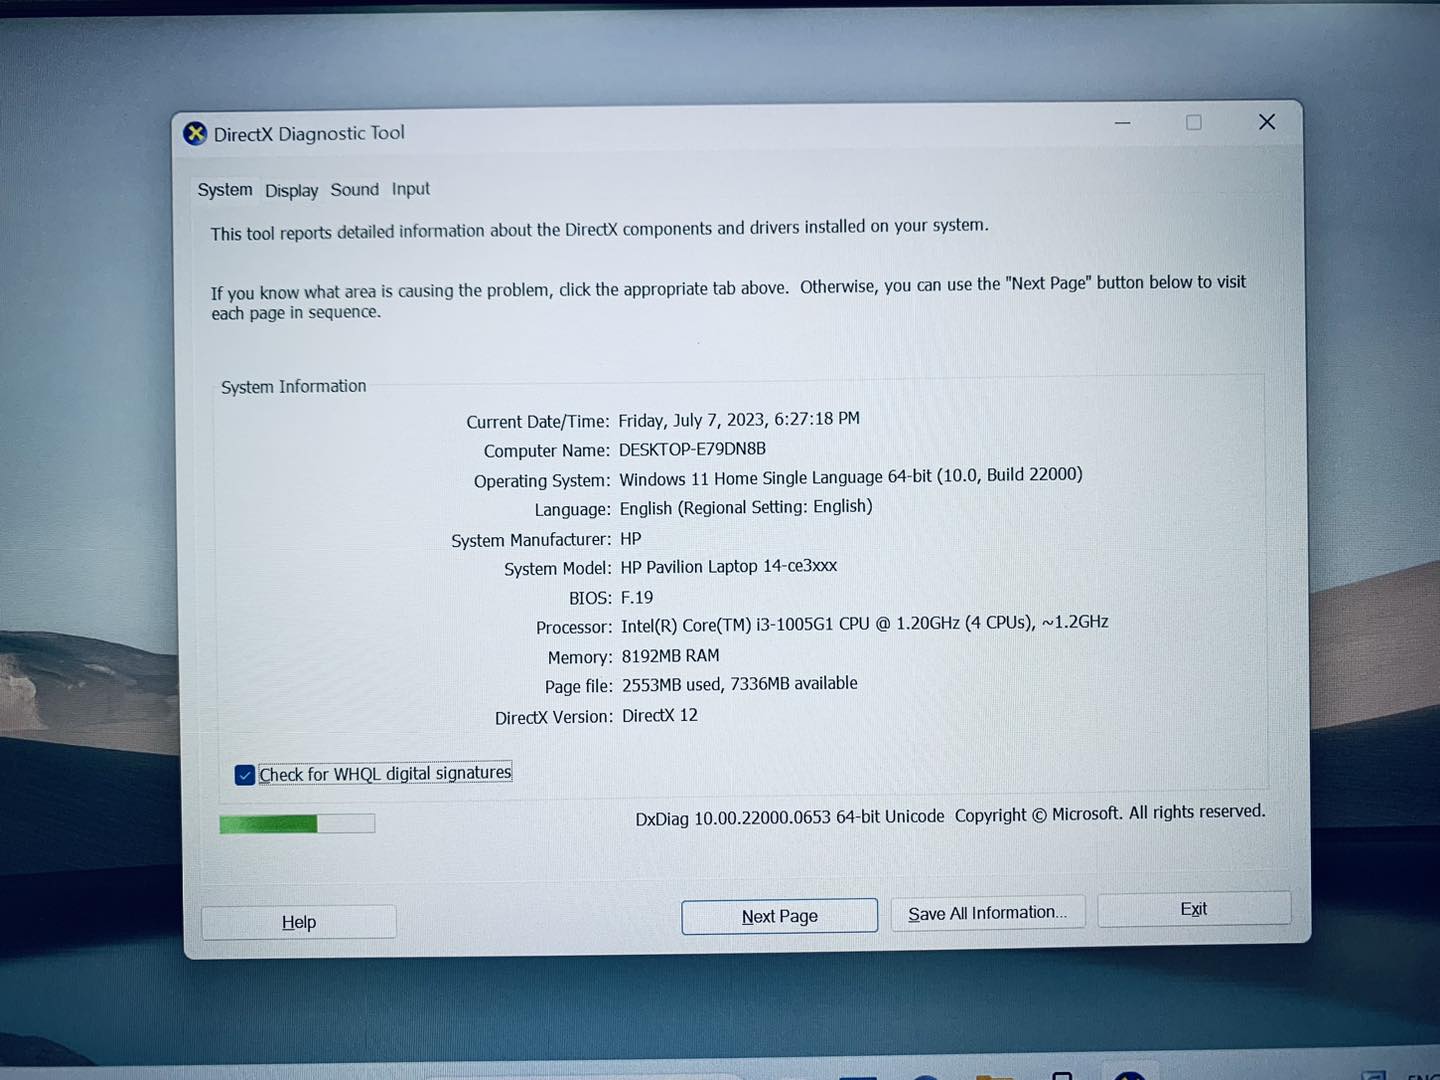 DirectX Diagnostic Tool
System Display Sound Input
This tool reports detailed information about the DirectX components and drivers installed on your system.
If you know what area is causing the problem, click the appropriate tab above.  Otherwise, you can use the "Next Page" button below to visit
each page in sequence.
System Information
Current Date/Time: Friday, July 7, 2023, 6:27:18 PM
Computer Name: DESKTOP-E79DN8B
Operating System: Windows 11 Home Single Language 64-bit (10.0, Build 22000)
Language: English (Regional Setting: English)
System Manufacturer: HP
System Model: HP Pavilion Laptop 14-ce3xxx
BIOS: F.19
Processor: Intel(R) Core(TM) i3-1005G1 CPU @ 1.20GHz (4 CPUs), ~1.2GHz
Memory: 8192MB RAM
Page file: 2553MB used, 7336MB available
DirectX Version: DirectX 12
Check for WHQL digital signatures
DxDiag 10.00.22000.0653 64-bit Unicode  Copyright © Microsoft. All rights reserved.
Help Next Page Save All Information... Exit